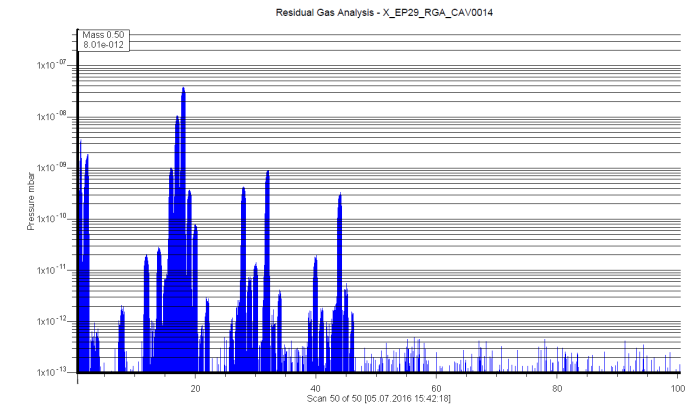 Residual Gas Analysis - X_EP29_RGA_CAV0014
Mass 0.50
8.01e-012
1x10-07
1x10-08
1x10-09
1x10-10
1x10-11
1x10-12
1x10-13
Pressure mbar
20 40 60 80 100
Scan 50 of 50 [05.07.2016 15:42:18]